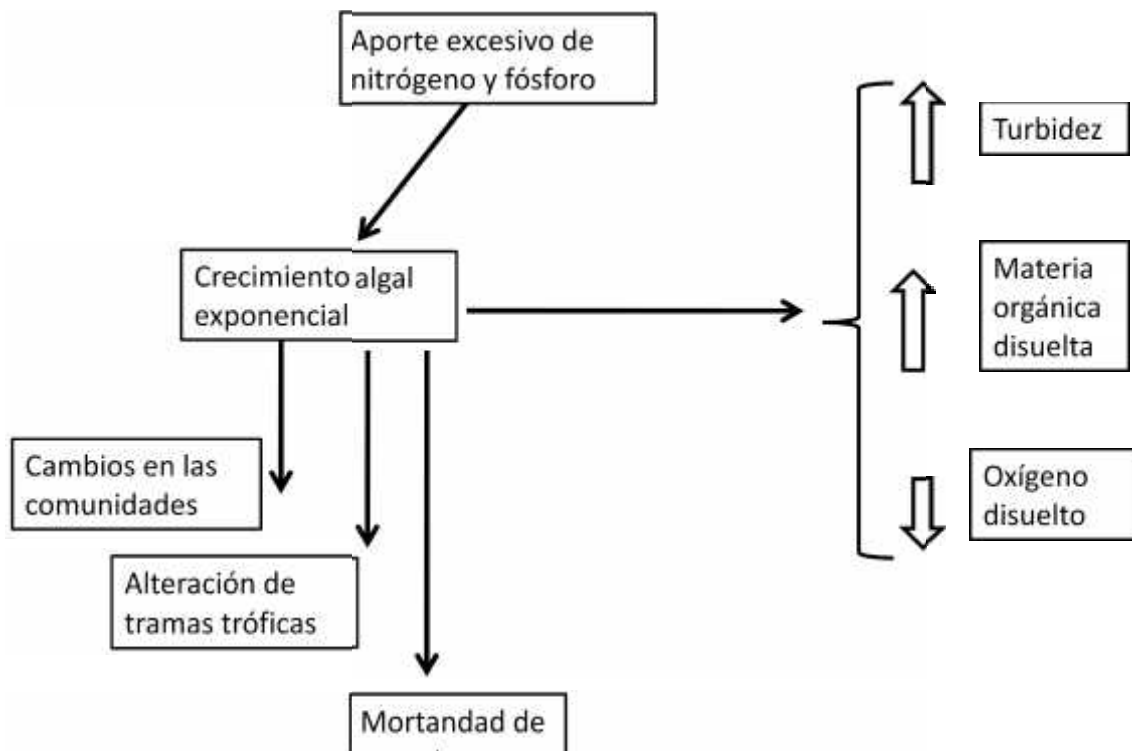 Aporte excesivo de
nitrógeno y fósforo
Turbidez
Crecimiento algal
exponencial
Materia
orgánica
disuelta
Cambios en las
comunidades
Oxígeno
disuelto
Alteración de
tramas tróficas
Mortandad de